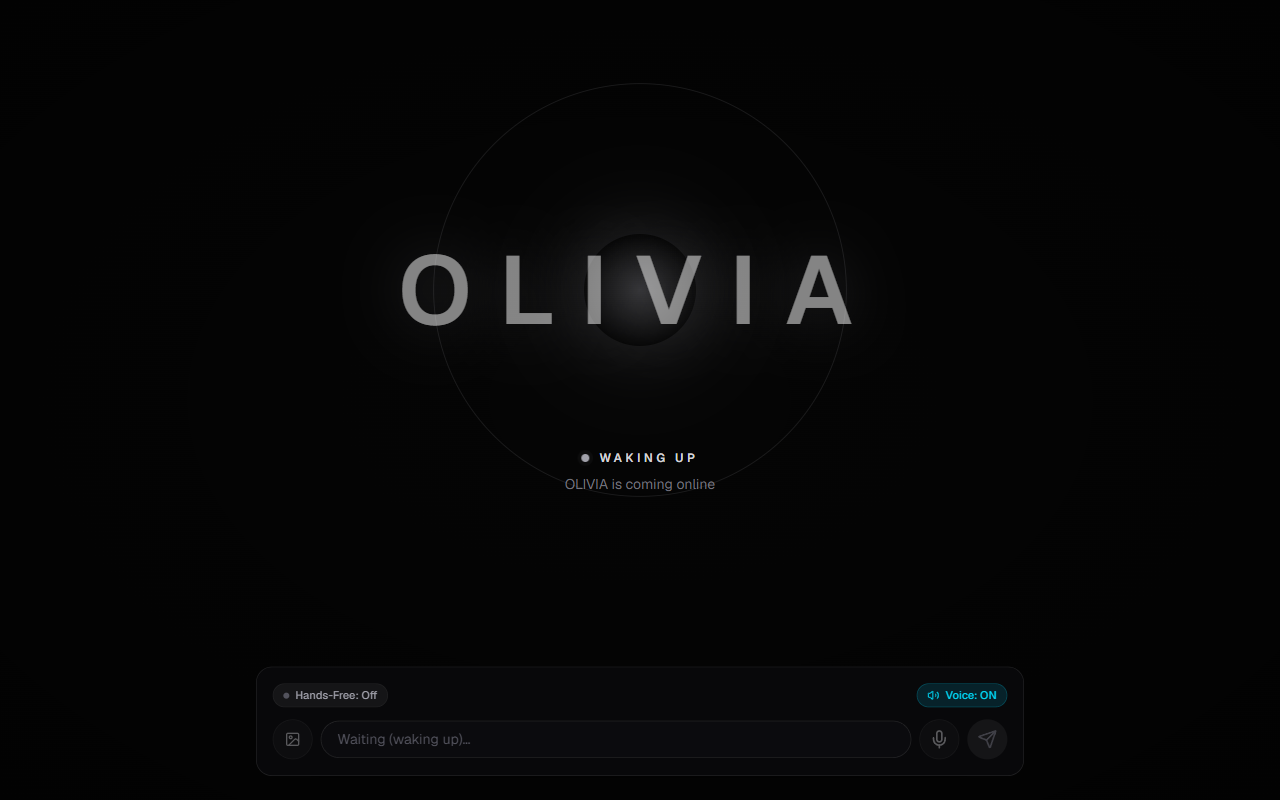 OLIVIA
WAKING UP
OLIVIA is coming online
Hands-Free: Off
Voice: ON
Waiting (waking up)...